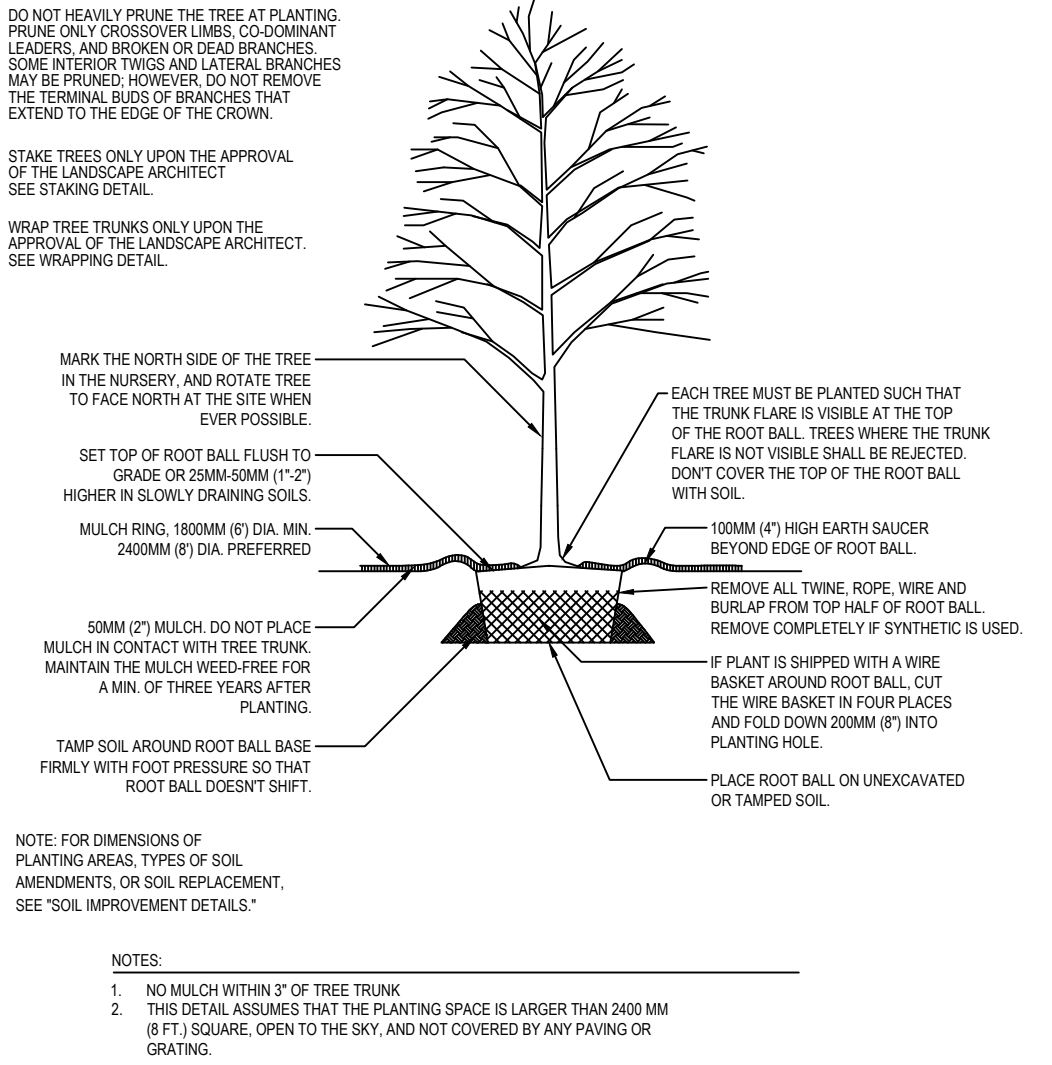 DO NOT HEAVILY PRUNE THE TREE AT PLANTING.
PRUNE ONLY CROSSOVER LIMBS, CO-DOMINANT
LEADERS, AND BROKEN OR DEAD BRANCHES.
SOME INTERIOR TWIGS AND LATERAL BRANCHES
MAY BE PRUNED; HOWEVER, DO NOT REMOVE
THE TERMINAL BUDS OF BRANCHES THAT
EXTEND TO THE EDGE OF THE CROWN.
STAKE TREES ONLY UPON THE APPROVAL
OF THE LANDSCAPE ARCHITECT
SEE STAKING DETAIL.
WRAP TREE TRUNKS ONLY UPON THE
APPROVAL OF THE LANDSCAPE ARCHITECT.
SEE WRAPPING DETAIL.
MARK THE NORTH SIDE OF THE TREE
IN THE NURSERY, AND ROTATE TREE
TO FACE NORTH AT THE SITE WHEN
EVER POSSIBLE.
SET TOP OF ROOT BALL FLUSH TO
GRADE OR 25MM-50MM (1"-2")
HIGHER IN SLOWLY DRAINING SOILS.
MULCH RING, 1800MM (6') DIA. MIN.
2400MM (8') DIA. PREFERRED
50MM (2") MULCH. DO NOT PLACE
MULCH IN CONTACT WITH TREE TRUNK.
MAINTAIN THE MULCH WEED-FREE FOR
A MIN. OF THREE YEARS AFTER
PLANTING.
TAMP SOIL AROUND ROOT BALL BASE
FIRMLY WITH FOOT PRESSURE SO THAT
ROOT BALL DOESN'T SHIFT.
EACH TREE MUST BE PLANTED SUCH THAT
THE TRUNK FLARE IS VISIBLE AT THE TOP
OF THE ROOT BALL. TREES WHERE THE TRUNK
FLARE IS NOT VISIBLE SHALL BE REJECTED.
DON'T COVER THE TOP OF THE ROOT BALL
WITH SOIL.
100MM (4") HIGH EARTH SAUCER
BEYOND EDGE OF ROOT BALL.
REMOVE ALL TWINE, ROPE, WIRE AND
BURLAP FROM TOP HALF OF ROOT BALL.
REMOVE COMPLETELY IF SYNTHETIC IS USED.
IF PLANT IS SHIPPED WITH A WIRE
BASKET AROUND ROOT BALL, CUT
THE WIRE BASKET IN FOUR PLACES
AND FOLD DOWN 200MM (8") INTO
PLANTING HOLE.
PLACE ROOT BALL ON UNEXCAVATED
OR TAMPED SOIL.
NOTE: FOR DIMENSIONS OF
PLANTING AREAS, TYPES OF SOIL
AMENDMENTS, OR SOIL REPLACEMENT,
SEE "SOIL IMPROVEMENT DETAILS."
NOTES:
1. NO MULCH WITHIN 3" OF TREE TRUNK
2. THIS DETAIL ASSUMES THAT THE PLANTING SPACE IS LARGER THAN 2400 MM
(8 FT.) SQUARE, OPEN TO THE SKY, AND NOT COVERED BY ANY PAVING OR
GRATING.